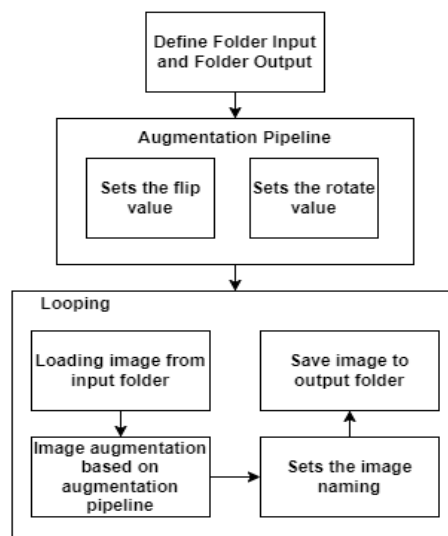 Define Folder Input
and Folder Output
Augmentation Pipeline
Sets the flip
value
Sets the rotate
value
Looping
Loading image from
input folder
Image augmentation
based on
augmentation
pipeline
Sets the image
naming
Save image to
output folder